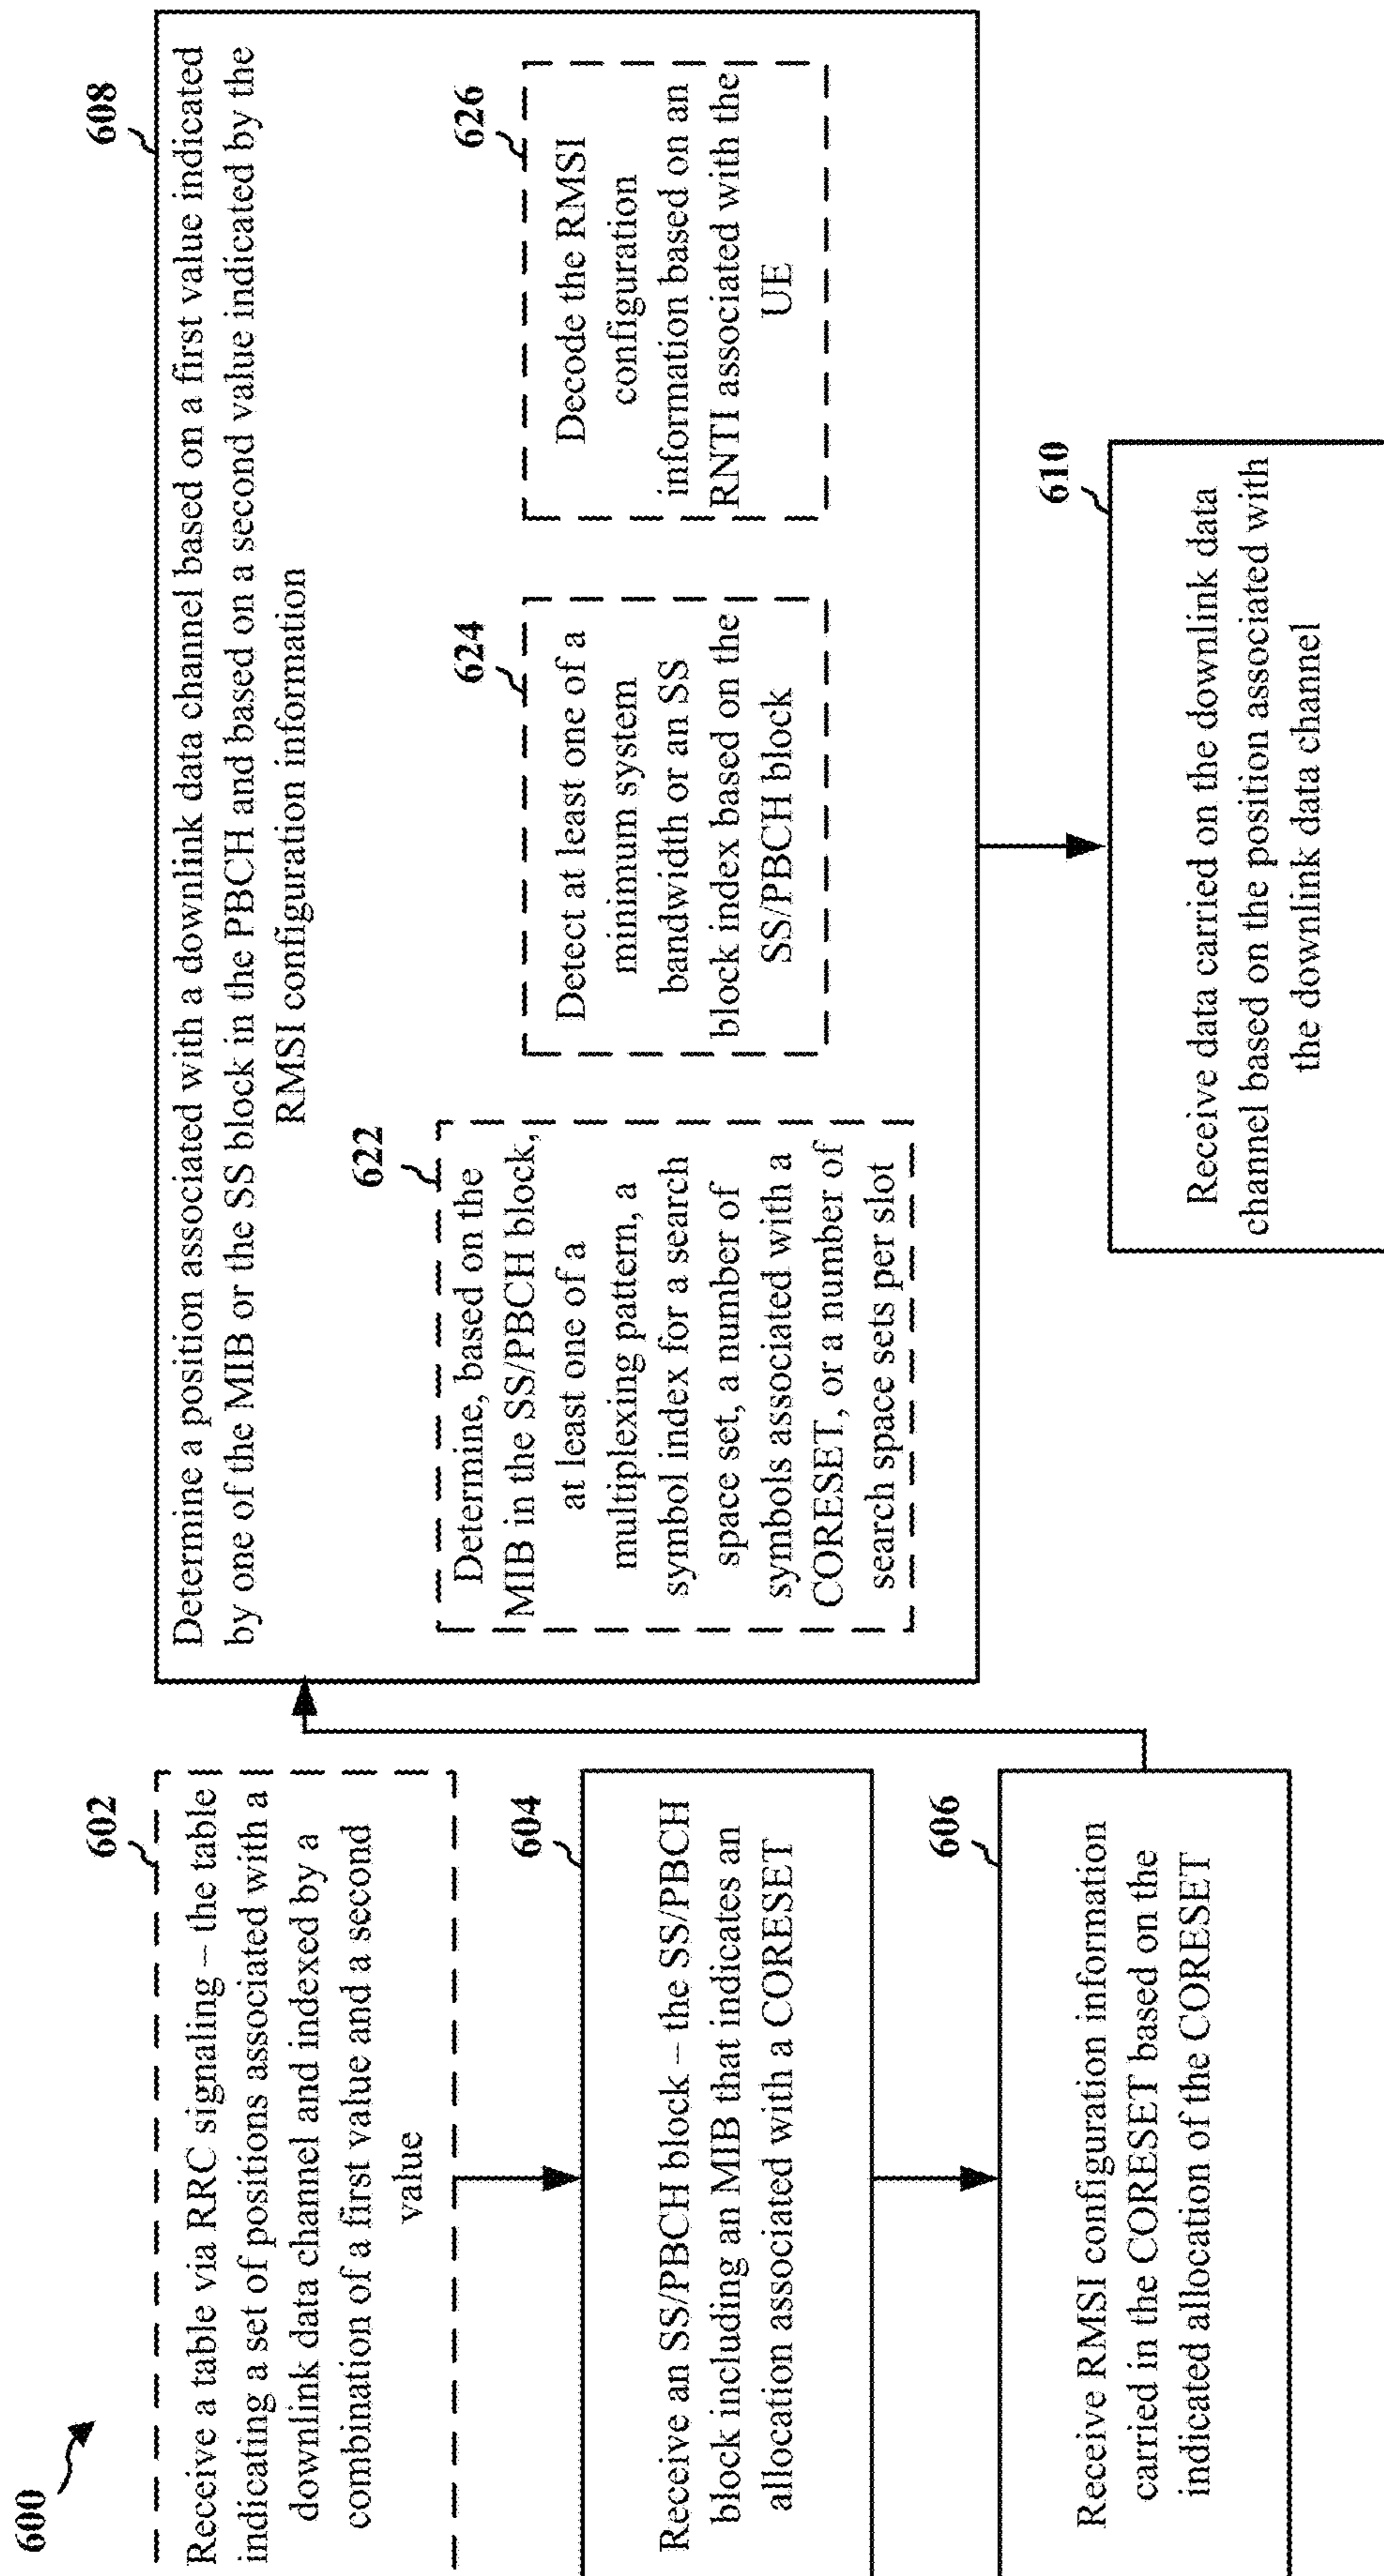 600
602
Receive a table via RRC signaling – the table
indicating a set of positions associated with a
downlink data channel and indexed by a
combination of a first value and a second
value
604
Receive an SS/PBCH block – the SS/PBCH
block including an MIB that indicates an
allocation associated with a CORESET
606
Receive RMSI configuration information
carried in the CORESET based on the
indicated allocation of the CORESET
608
Determine a position associated with a downlink data channel based on a first value indicated
by one of the MIB or the SS block in the PBCH and based on a second value indicated by the
RMSI configuration information
622
Determine, based on the
MIB in the SS/PBCH block,
at least one of a
multiplexing pattern, a
symbol index for a search
space set, a number of
symbols associated with a
CORESET, or a number of
search space sets per slot
624
Detect at least one of a
minimum system
bandwidth or an SS
block index based on the
SS/PBCH block
626
Decode the RMSI
configuration
information based on an
RNTI associated with the
UE
610
Receive data carried on the downlink data
channel based on the position associated with
the downlink data channel